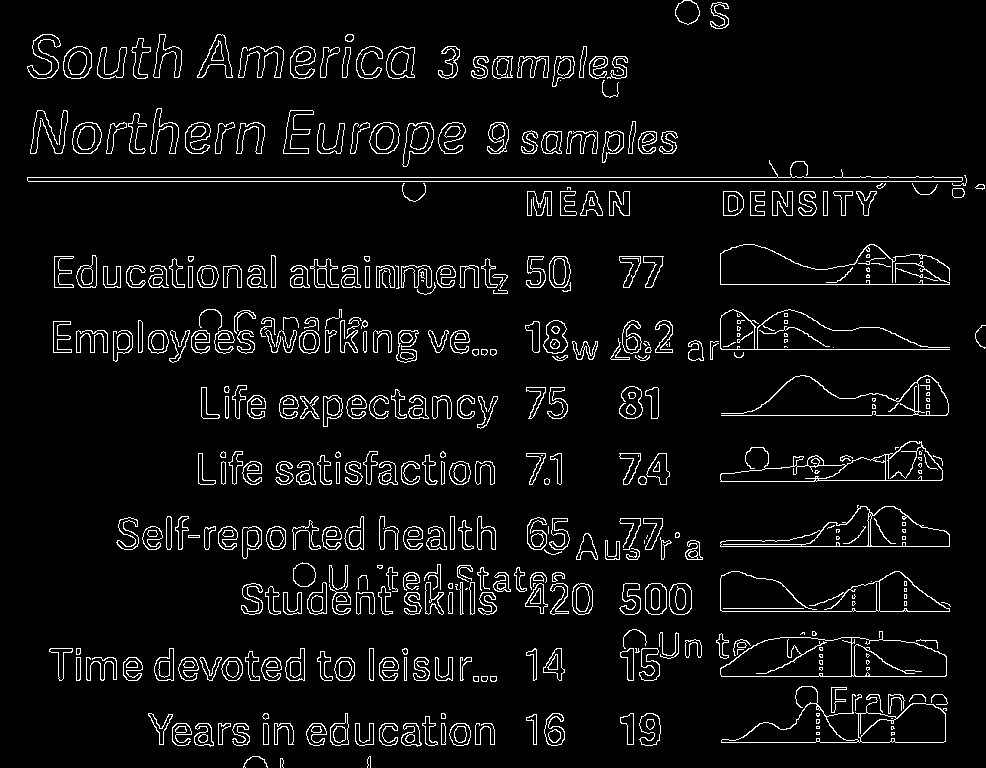 South America 3 samples
Northern Europe 9 samples
MEAN DENSITY
Educational attainment 50 77
Canada
Employees working ve... 18 6.2
Life expectancy 75 81
Life satisfaction 7.1 7.4
Self-reported health 65 77
Austria
United States
Student skills 420 500
Time devoted to leisur... 14 15
France
Years in education 16 19